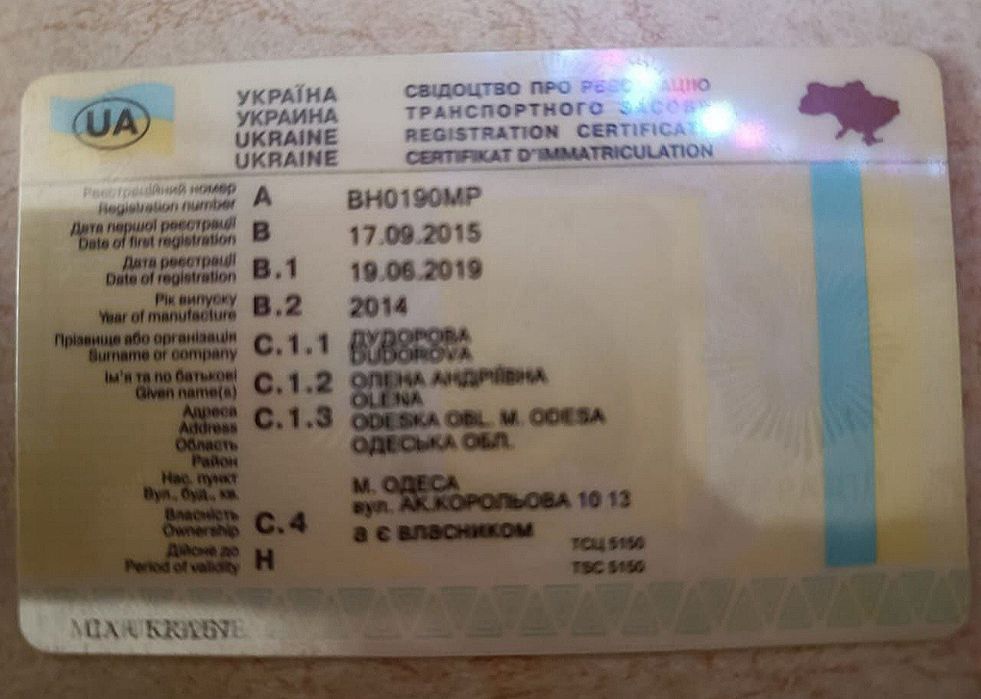 UA
УКРАЇНА
УКРАИНА
UKRAINE
UKRAINE
СВІДОЦТВО ПРО РЕЄСТРАЦІЮ
ТРАНСПОРТНОГО ЗАСОБУ
REGISTRATION CERTIFICATE
CERTIFIKAT D'IMMATRICULATION
Реєстраційний номер
Registration number
A BH0190MP
Дата першої реєстрації
Date of first registration
B 17.09.2015
Дата реєстрації
Date of registration
B.1 19.06.2019
Рік випуску
Year of manufacture
B.2 2014
Прізвище або організація
Surname or company
C.1.1 ДУДОРОВА
DUDOROVA
Ім'я та по батькові
Given name(s)
C.1.2 ОЛЕНА АНДРІЇВНА
OLENA
Адреса
Address
C.1.3 ODESKA OBL. M. ODESA
Область
ОДЕСЬКА ОБЛ.
Район
Нас. пункт
М. ОДЕСА
Вул., буд., кв.
вул. АК.КОРОЛЬОВА 10 13
Власність
Ownership
C.4 а є власником
Дійсне до
Period of validity
H
ТСЦ 5150
TSC 5150